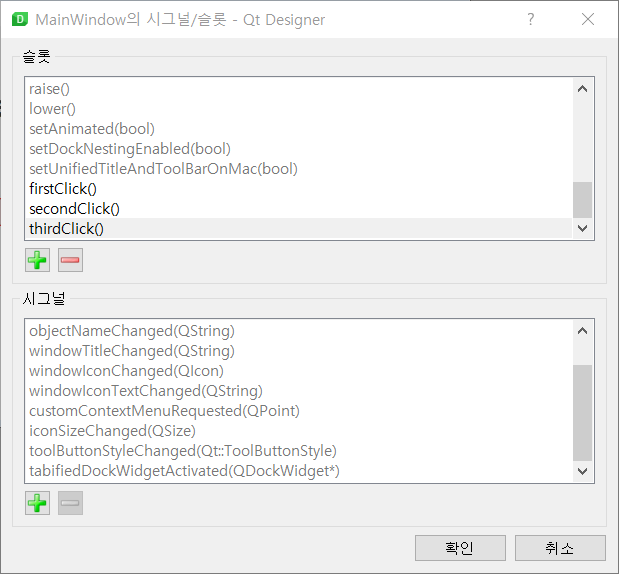 MainWindow의 시그널/슬롯 - Qt Designer
슬롯
raise()
lower()
setAnimated(bool)
setDockNestingEnabled(bool)
setUnifiedTitleAndToolBarOnMac(bool)
firstClick()
secondClick()
thirdClick()
시그널
objectNameChanged(QString)
windowTitleChanged(QString)
windowIconChanged(QIcon)
windowIconTextChanged(QString)
customContextMenuRequested(QPoint)
iconSizeChanged(QSize)
toolButtonStyleChanged(Qt::ToolButtonStyle)
tabifiedDockWidgetActivated(QDockWidget*)
확인 취소